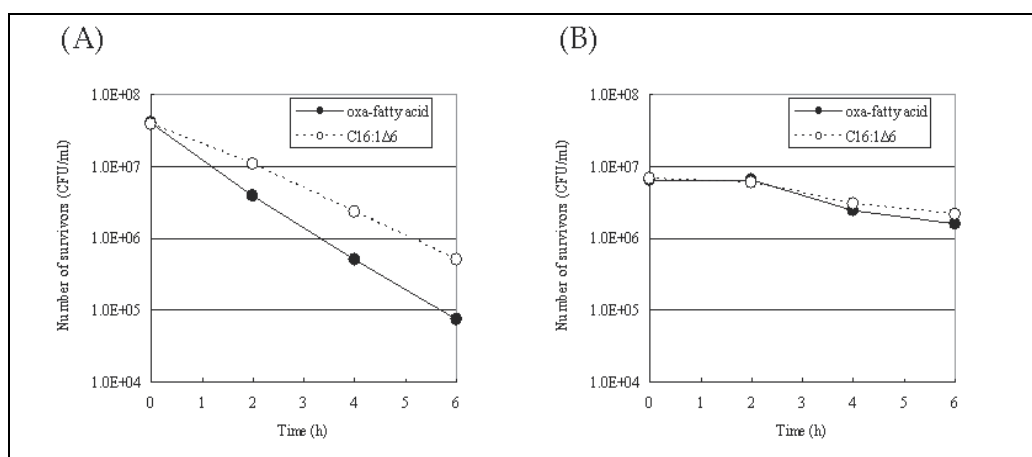 (A)
1.0E+08
1.0E+07
1.0E+06
1.0E+05
1.0E+04
Number of survivors (CFU/ml)
oxa-fatty acid
C16:1Δ6
0 1 2 3 4 5 6
Time (h)
(B)
1.0E+08
1.0E+07
1.0E+06
1.0E+05
1.0E+04
Number of survivors (CFU/ml)
oxa-fatty acid
C16:1Δ6
0 1 2 3 4 5 6
Time (h)